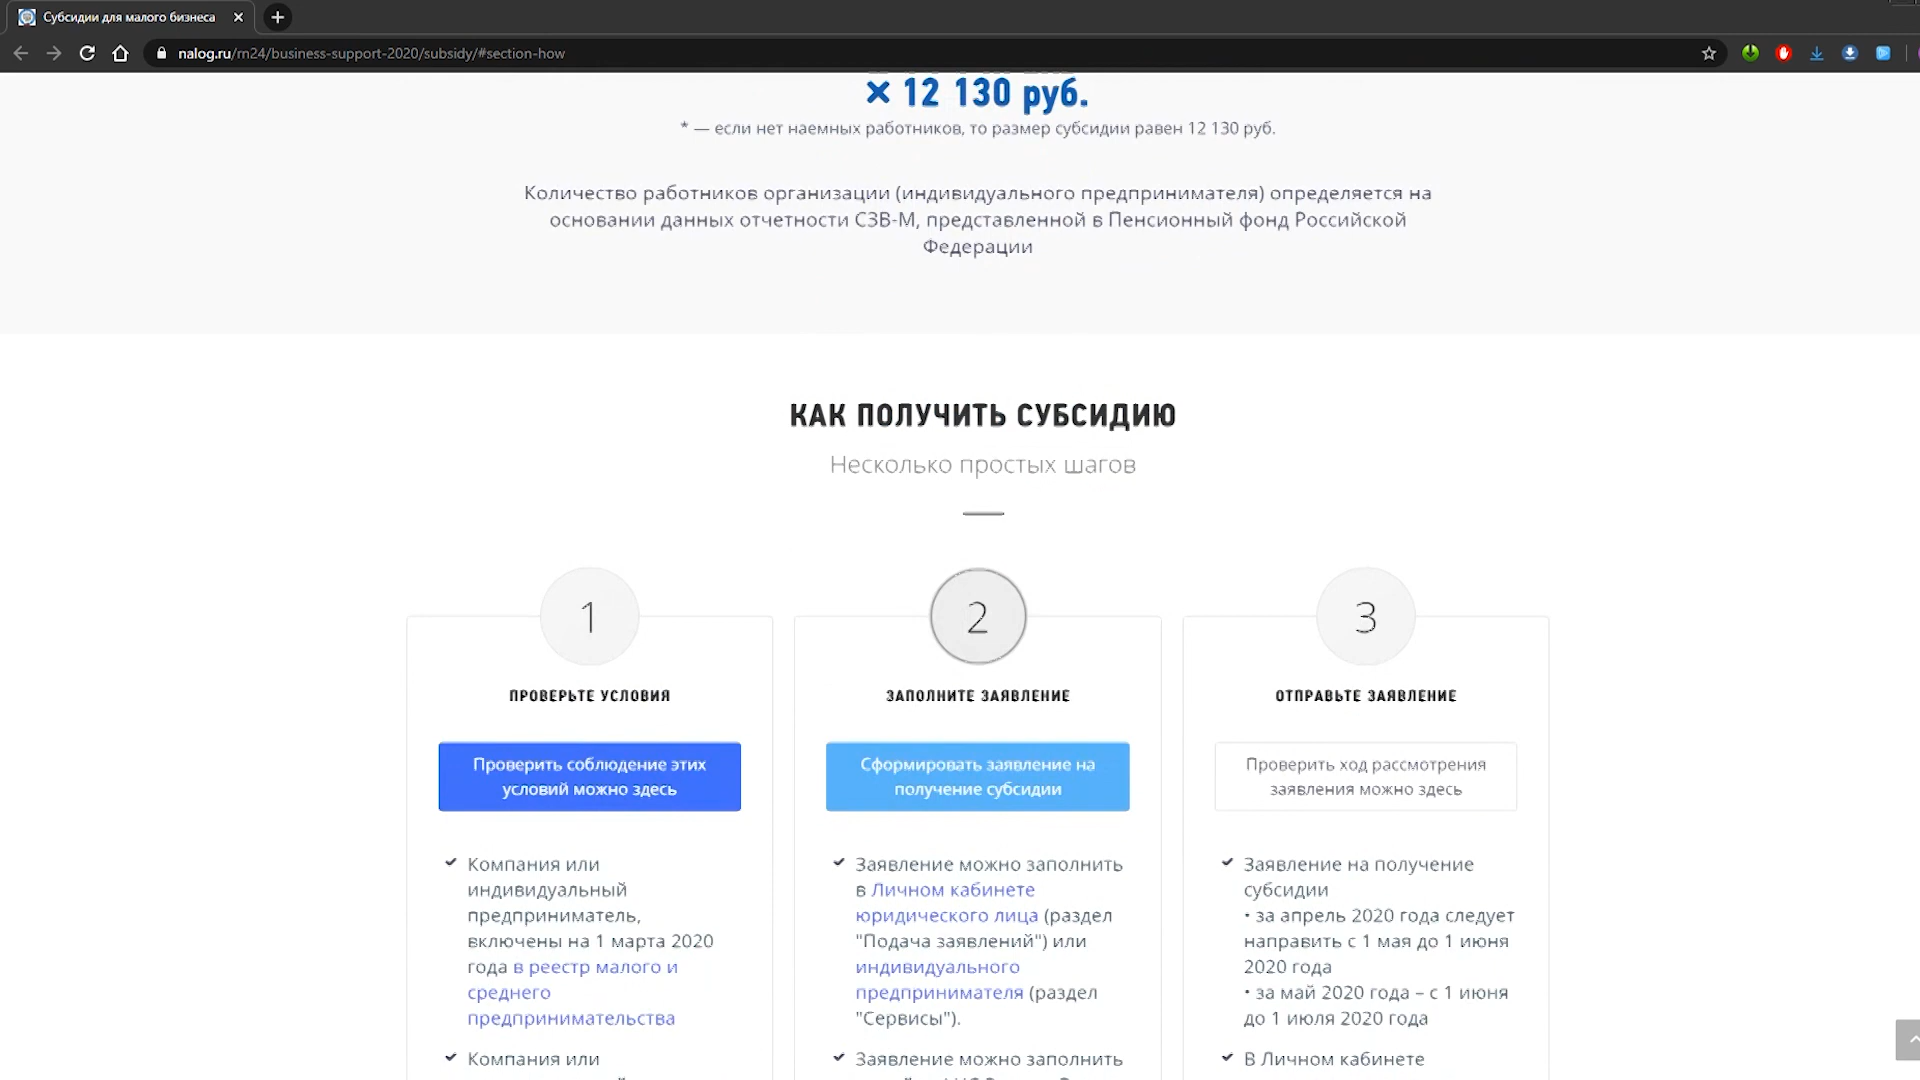 Субсидии для малого бизнеса
nalog.ru/rn24/business-support-2020/subsidy/#section-how
× 12 130 руб.
* — если нет наемных работников, то размер субсидии равен 12 130 руб.
Количество работников организации (индивидуального предпринимателя) определяется на
основании данных отчетности СЗВ-М, представленной в Пенсионный фонд Российской
Федерации
КАК ПОЛУЧИТЬ СУБСИДИЮ
Несколько простых шагов
1
ПРОВЕРЬТЕ УСЛОВИЯ
Проверить соблюдение этих
условий можно здесь
Компания или
индивидуальный
предприниматель,
включены на 1 марта 2020
года в реестр малого и
среднего
предпринимательства
Компания или
2
ЗАПОЛНИТЕ ЗАЯВЛЕНИЕ
Сформировать заявление на
получение субсидии
Заявление можно заполнить
в Личном кабинете
юридического лица (раздел
"Подача заявлений") или
индивидуального
предпринимателя (раздел
"Сервисы").
Заявление можно заполнить
3
ОТПРАВЬТЕ ЗАЯВЛЕНИЕ
Проверить ход рассмотрения
заявления можно здесь
Заявление на получение
субсидии
• за апрель 2020 года следует
направить с 1 мая до 1 июня
2020 года
• за май 2020 года – с 1 июня
до 1 июля 2020 года
В Личном кабинете